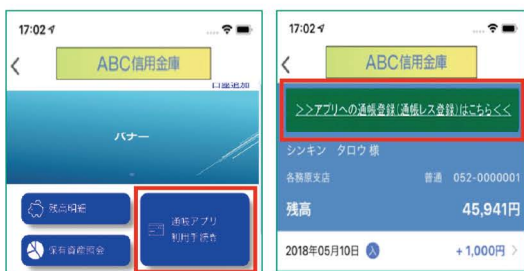 17:02
ABC信用金庫
口座追加
バナー
残高明細
通帳アプリ
利用手続き
保有資産照会
17:02
ABC信用金庫
>>アプリへの通帳登録(通帳レス登録)はこちら<<
シンキン タロウ 様
各務原支店 普通 052-0000001
残高 45,941円
2018年05月10日 入 +1,000円 >